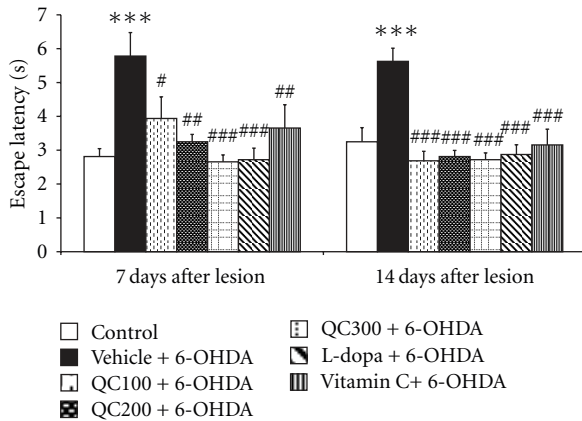 Escape latency (s)
7
6
5
4
3
2
1
0
***
#
##
###
###
##
***
###
###
###
###
###
7 days after lesion
14 days after lesion
Control
Vehicle + 6-OHDA
QC100 + 6-OHDA
QC200 + 6-OHDA
QC300 + 6-OHDA
L-dopa + 6-OHDA
Vitamin C+ 6-OHDA